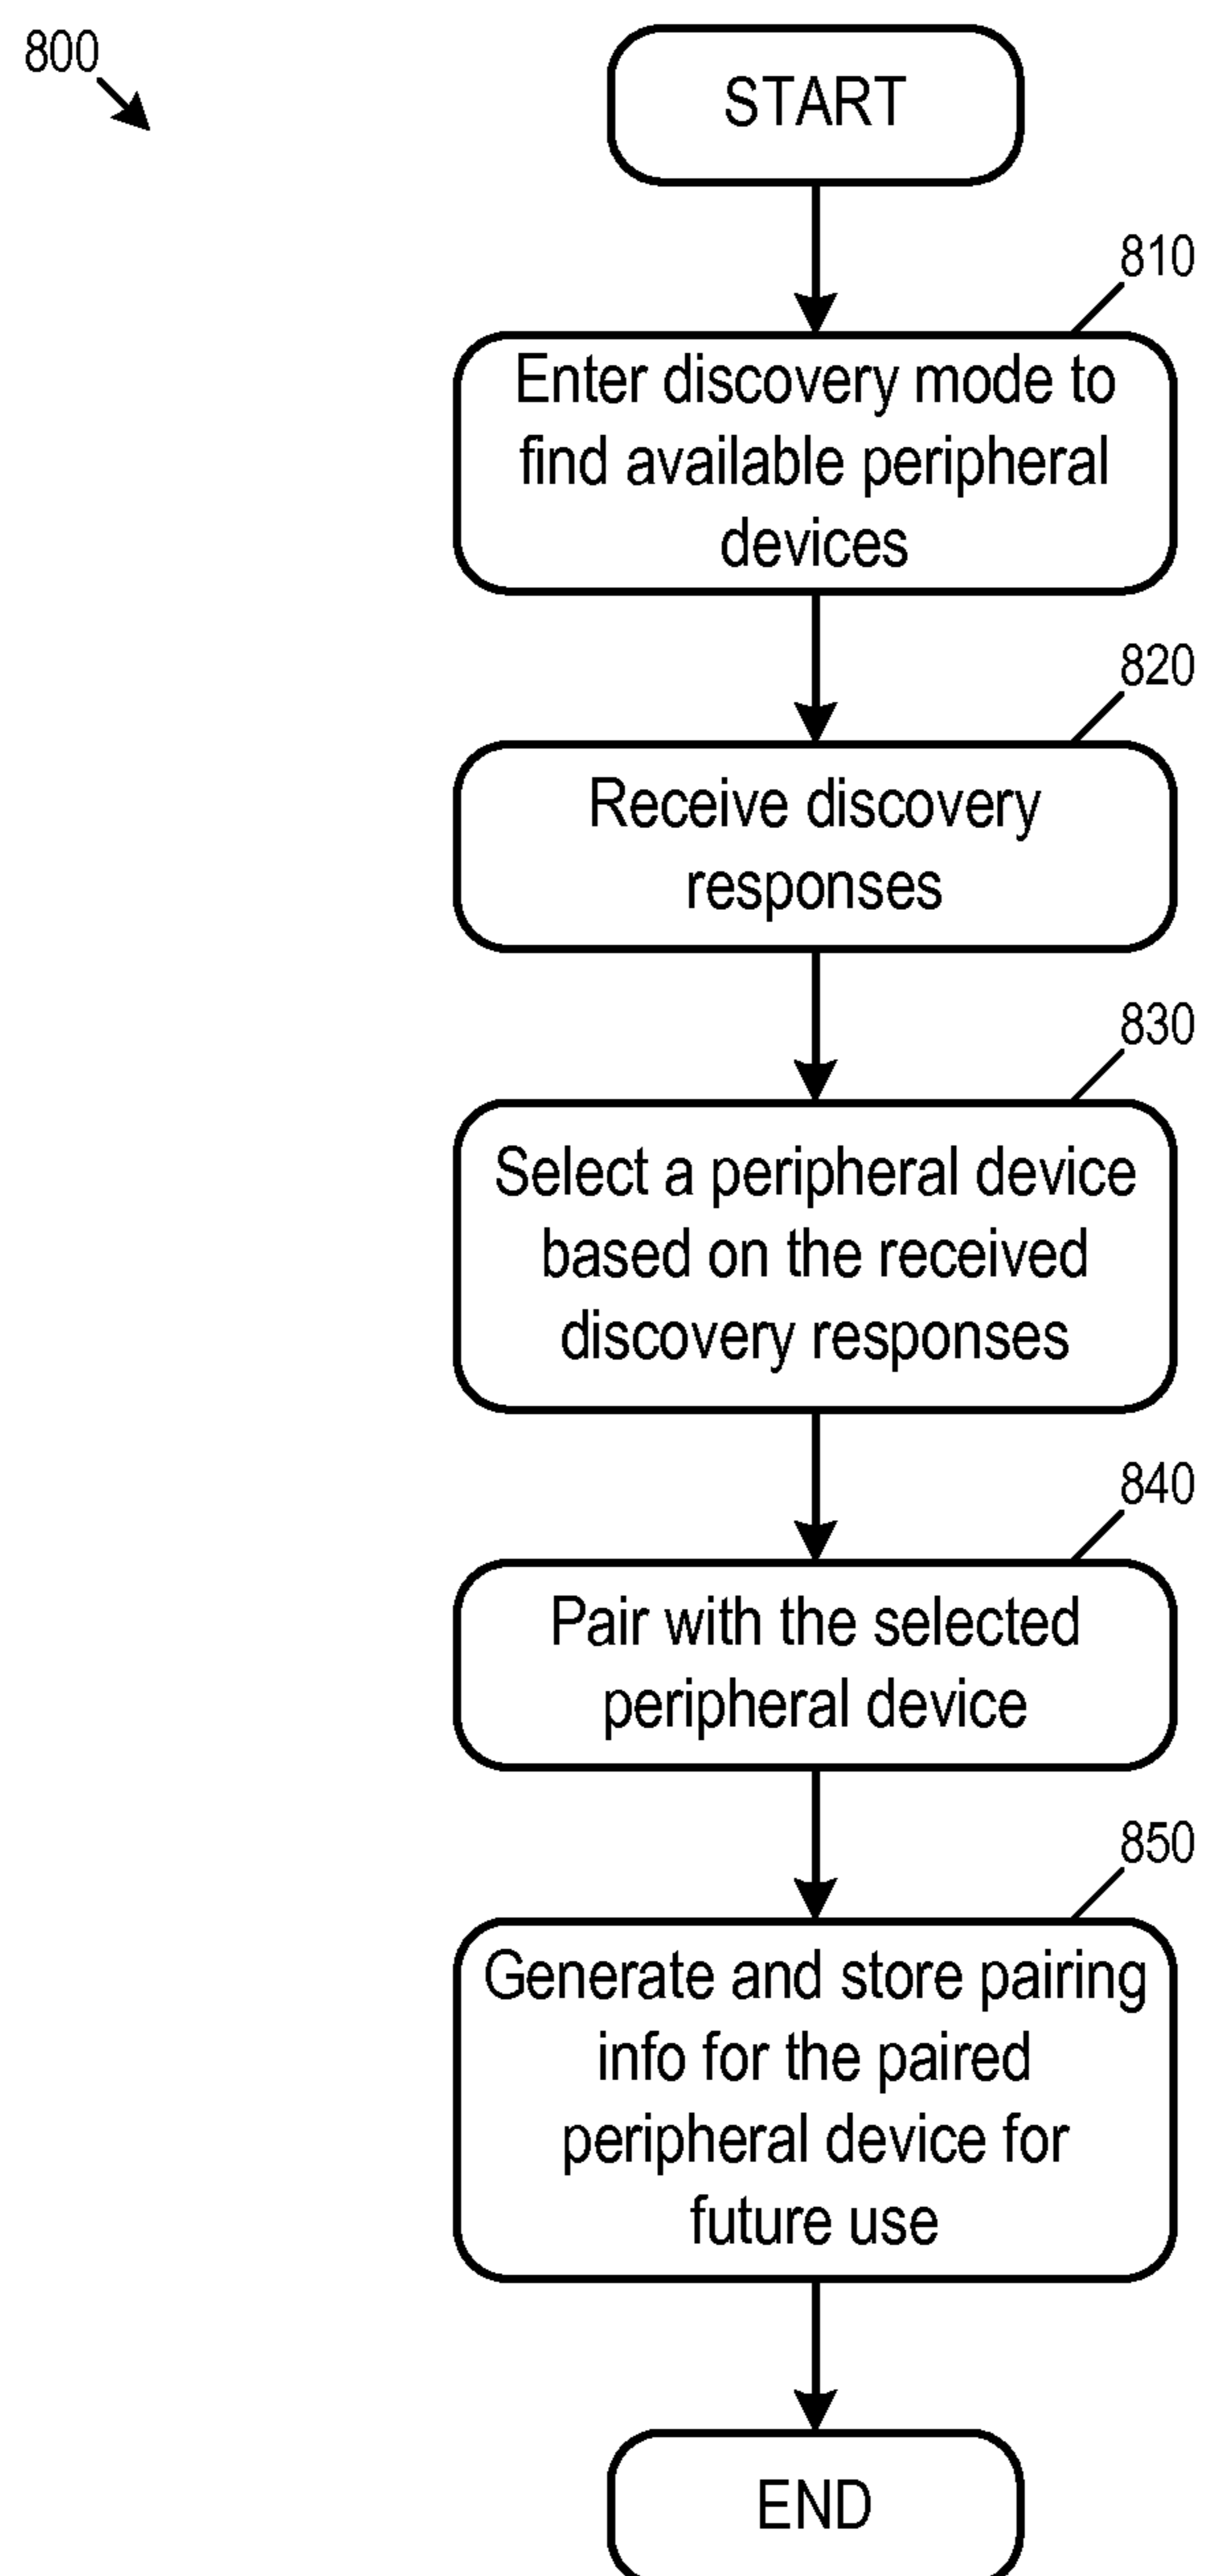 800
START
810
Enter discovery mode to
find available peripheral
devices
820
Receive discovery
responses
830
Select a peripheral device
based on the received
discovery responses
840
Pair with the selected
peripheral device
850
Generate and store pairing
info for the paired
peripheral device for
future use
END